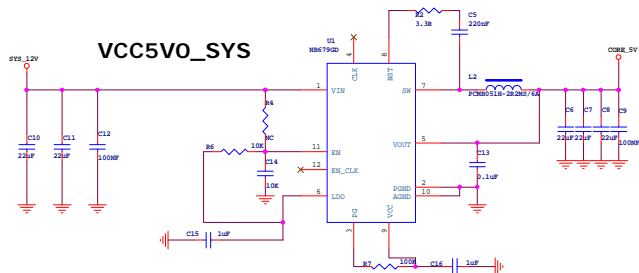 VCC5V0_SYS
SYS_12V
U1
NB679GD
R2
3.3R
C5
220nF
CORE_5V
4
8
CLK
BST
1
VIN
SW
7
L2
PCMB051H-2R2MS/6A
R4
NC
C10
22uF
C11
22uF
C12
100NF
C6
22uF
C7
22uF
C8
22uF
C9
100NF
R6
10K
11
EN
VOUT
5
C14
10K
12
EN_CLK
C13
0.1uF
6
LDO
PGND
2
AGND
10
PG
VCC
3
9
C15
1uF
R7
100K
C16
1uF